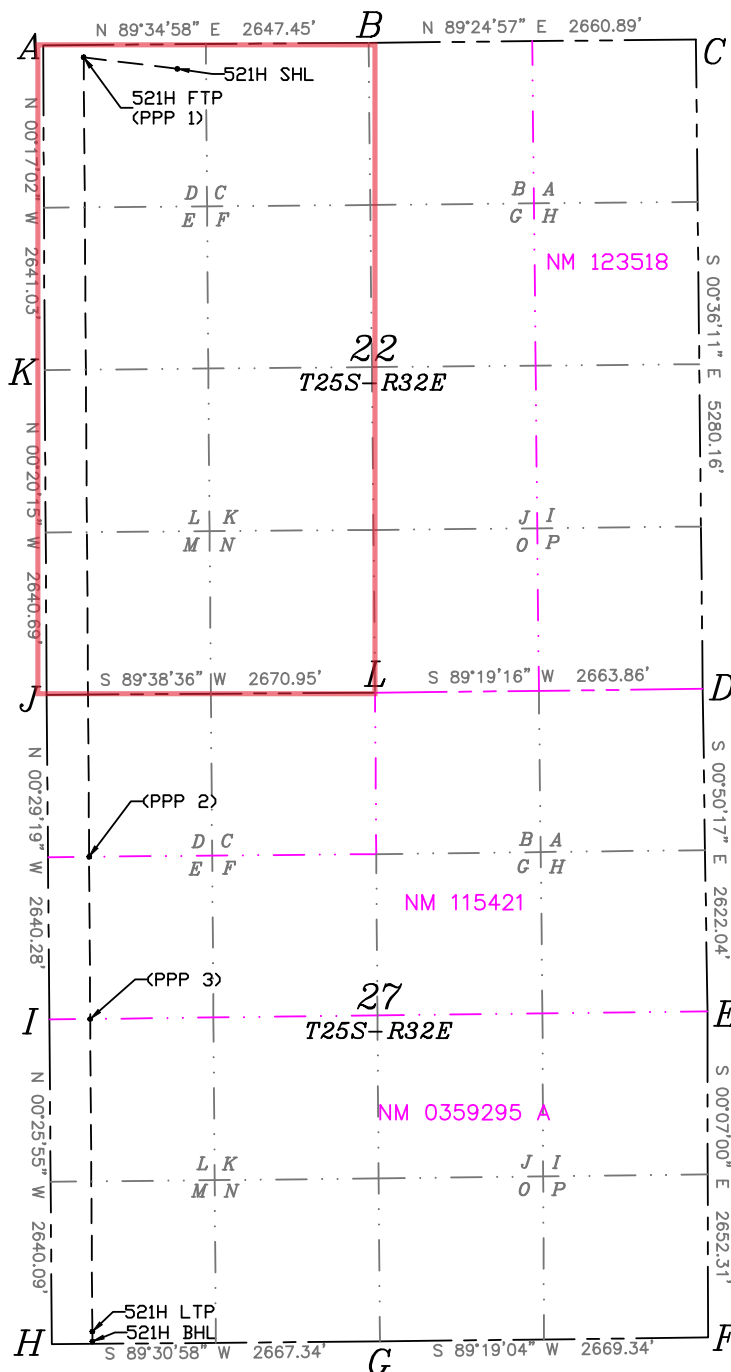 N 89°34'58" E 2647.45'
N 89°24'57" E 2660.89'
A
B
C
521H SHL
521H FTP
(PPP 1)
N 00°17'02" W 2641.03'
D C
E F
B A
G H
NM 123518
S 00°36'11" E 5280.16'
22
T25S-R32E
K
N 00°20'15" W 2640.69'
L K
M N
J I
O P
S 89°38'36" W 2670.95'
S 89°19'16" W 2663.86'
J
L
D
N 00°29'19" W 2640.28'
(PPP 2)
S 00°50'17" E 2622.04'
D C
E F
B A
G H
NM 115421
(PPP 3)
27
T25S-R32E
I
E
N 00°25'55" W 2640.09'
NM 0359295 A
S 00°07'00" E 2652.31'
L K
M N
J I
O P
521H LTP
521H BHL
H
G
F
S 89°30'58" W 2667.34'
S 89°19'04" W 2669.34'